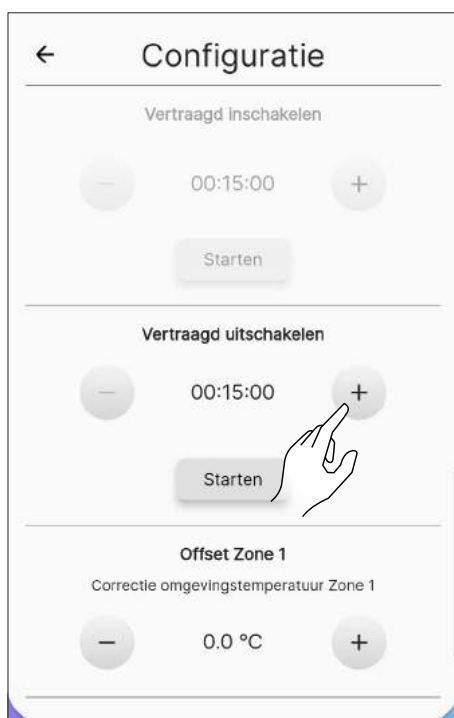 ← Configuratie
Vertraagd inschakelen
− 00:15:00 +
Starten
Vertraagd uitschakelen
− 00:15:00 +
Starten
Offset Zone 1
Correctie omgevingstemperatuur Zone 1
− 0.0 °C +